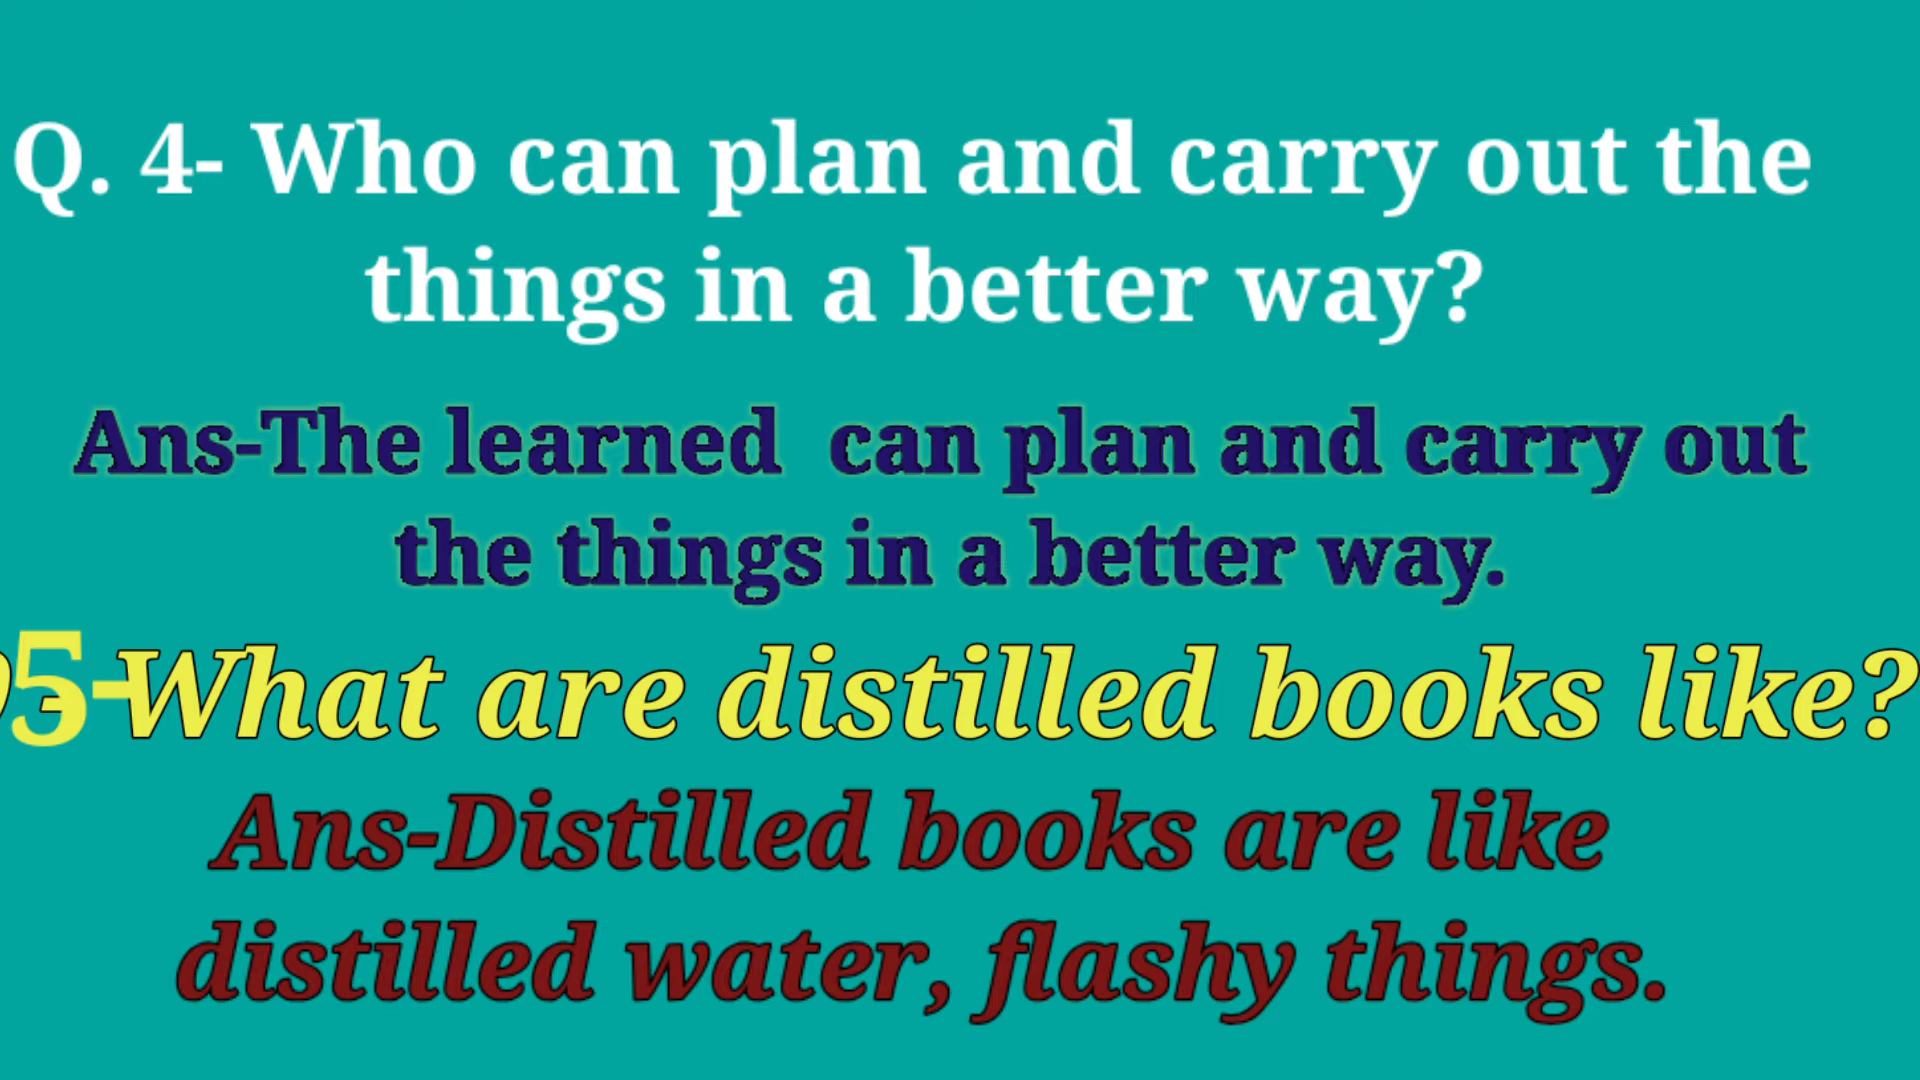 Q. 4- Who can plan and carry out the
things in a better way?
Ans-The learned can plan and carry out
the things in a better way.
5-What are distilled books like?
Ans-Distilled books are like
distilled water, flashy things.